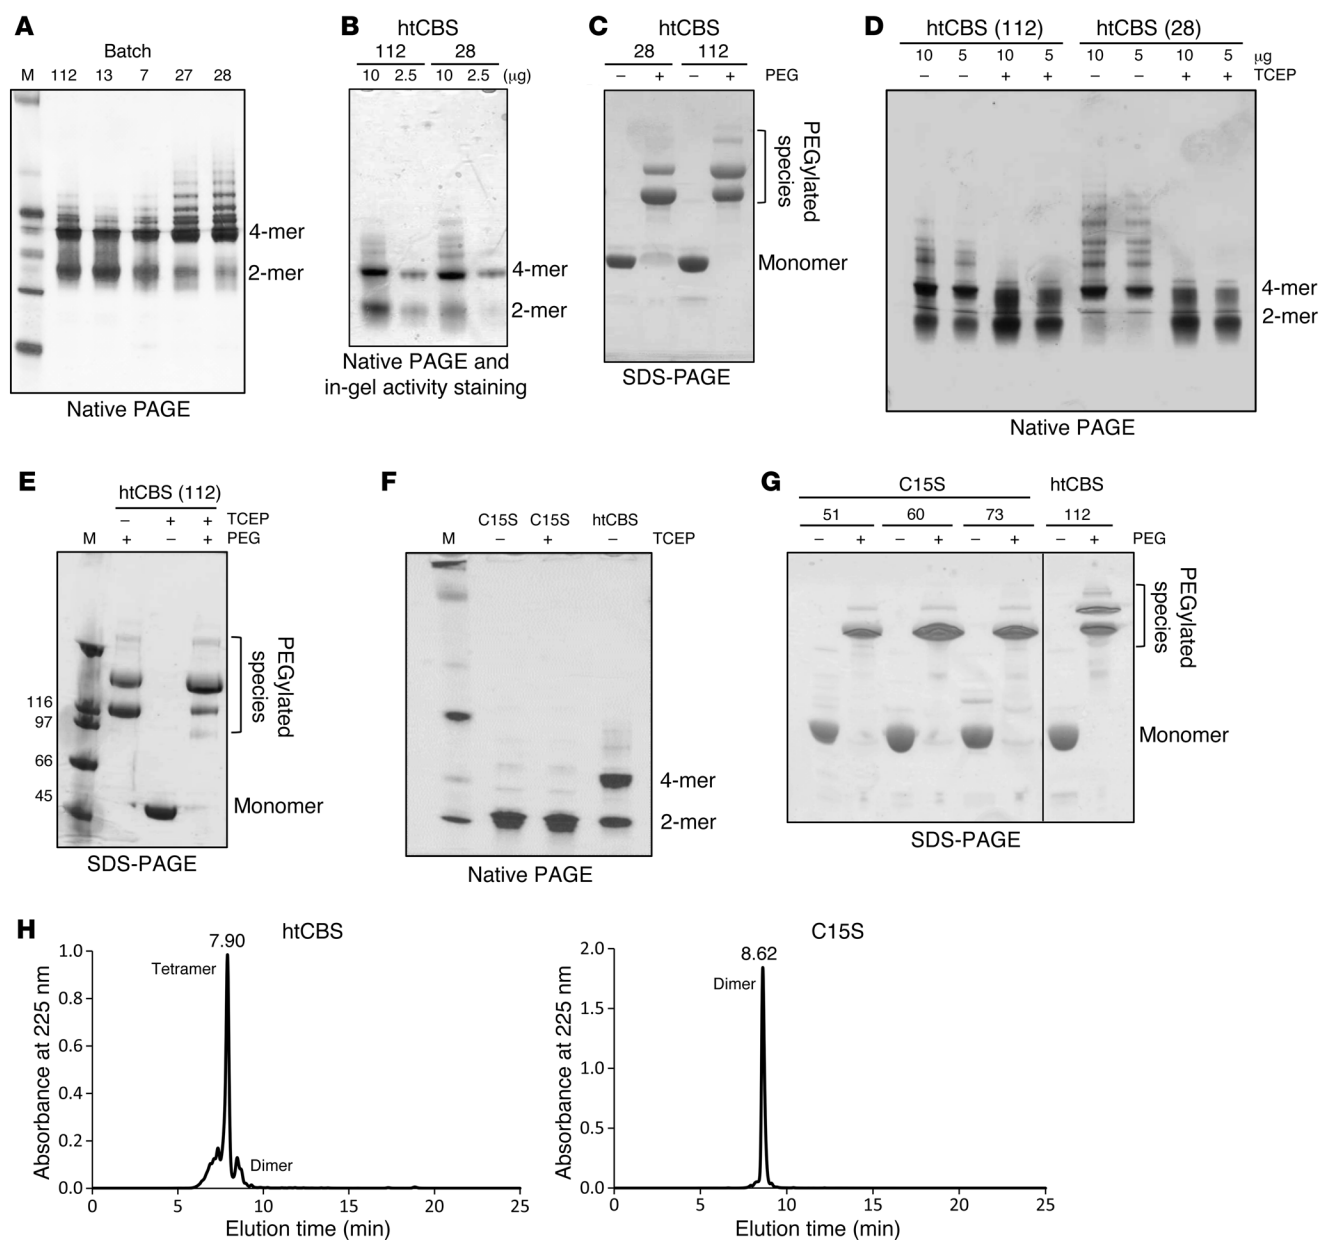 A
Batch
M 112 13 7 27 28
4-mer
2-mer
Native PAGE
B
htCBS
112 28
10 2.5 10 2.5 (µg)
4-mer
2-mer
Native PAGE and
in-gel activity staining
C
htCBS
28 112
– + – + PEG
PEGylated
species
Monomer
SDS-PAGE
D
htCBS (112) htCBS (28)
10 5 10 5 10 5 10 5 µg
– – + + – – + + TCEP
4-mer
2-mer
Native PAGE
E
htCBS (112)
– + + TCEP
M + – + PEG
116
97
66
45
PEGylated
species
Monomer
SDS-PAGE
F
C15S C15S htCBS
M – + – TCEP
4-mer
2-mer
Native PAGE
G
C15S htCBS
51 60 73 112
– + – + – + – + PEG
PEGylated
species
Monomer
SDS-PAGE
H
htCBS
7.90
Tetramer
Dimer
Absorbance at 225 nm
1.0
0.8
0.6
0.4
0.2
0.0
0 5 10 15 20 25
Elution time (min)
C15S
8.62
Dimer
Absorbance at 225 nm
2.0
1.5
1.0
0.5
0.0
0 5 10 15 20 25
Elution time (min)